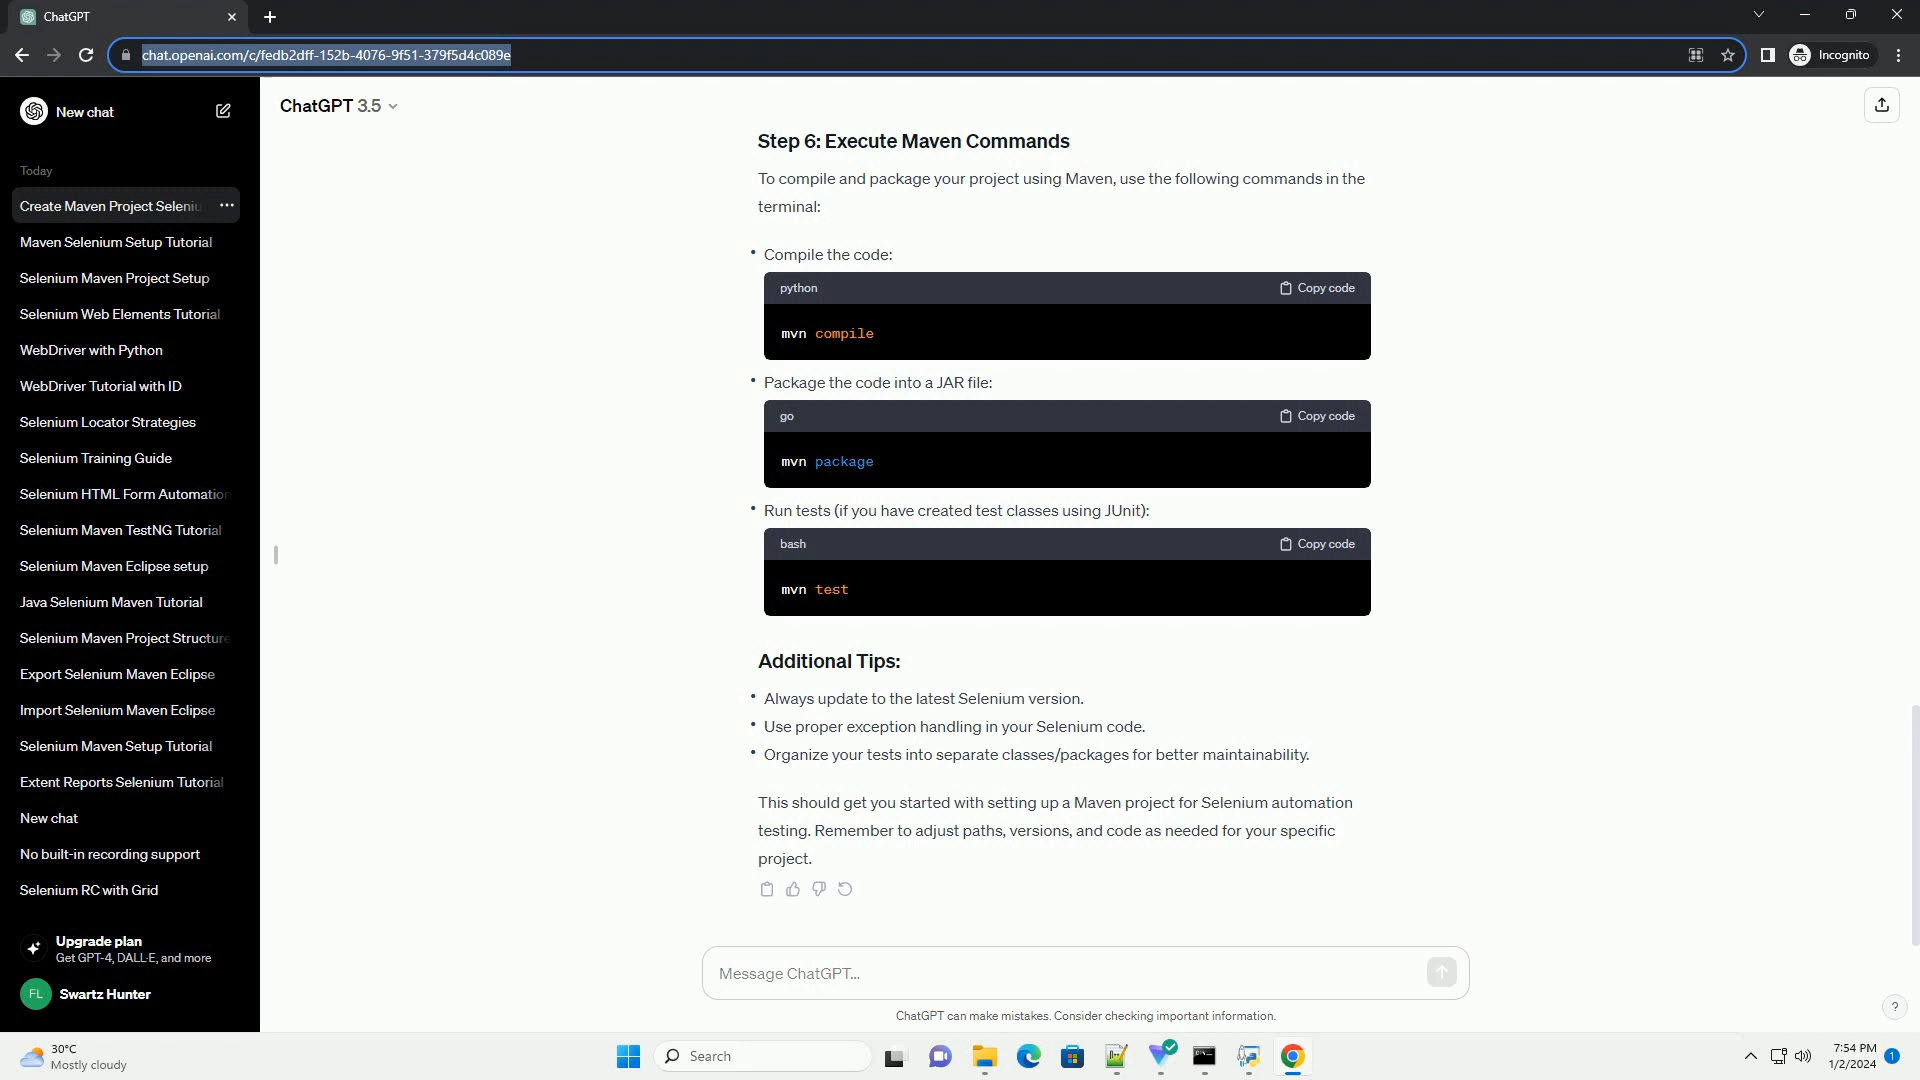 ChatGPT
chat.openai.com/c/fedb2dff-152b-4076-9f51-379f5d4c089e
Incognito
New chat
ChatGPT 3.5
Today
Create Maven Project Seleniu
Maven Selenium Setup Tutorial
Selenium Maven Project Setup
Selenium Web Elements Tutorial
WebDriver with Python
WebDriver Tutorial with ID
Selenium Locator Strategies
Selenium Training Guide
Selenium HTML Form Automation
Selenium Maven TestNG Tutorial
Selenium Maven Eclipse setup
Java Selenium Maven Tutorial
Selenium Maven Project Structure
Export Selenium Maven Eclipse
Import Selenium Maven Eclipse
Selenium Maven Setup Tutorial
Extent Reports Selenium Tutorial
New chat
No built-in recording support
Selenium RC with Grid
Upgrade plan
Get GPT-4, DALL·E, and more
FL Swartz Hunter
Step 6: Execute Maven Commands
To compile and package your project using Maven, use the following commands in the
terminal:
• Compile the code:
python Copy code
mvn compile
• Package the code into a JAR file:
go Copy code
mvn package
• Run tests (if you have created test classes using JUnit):
bash Copy code
mvn test
Additional Tips:
• Always update to the latest Selenium version.
• Use proper exception handling in your Selenium code.
• Organize your tests into separate classes/packages for better maintainability.
This should get you started with setting up a Maven project for Selenium automation
testing. Remember to adjust paths, versions, and code as needed for your specific
project.
Message ChatGPT...
ChatGPT can make mistakes. Consider checking important information.
?
30°C
Mostly cloudy
Search
7:54 PM
1/2/2024
1